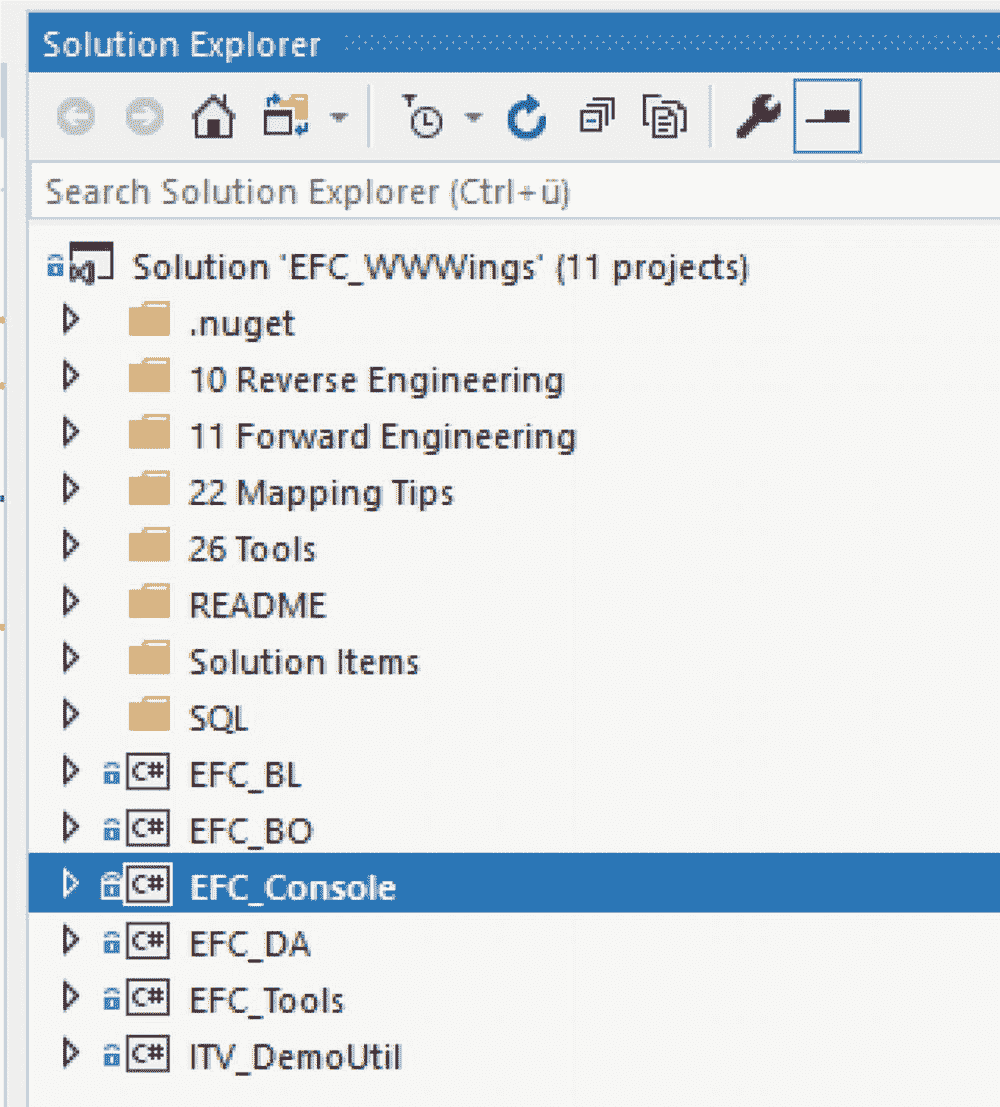 Solution Explorer
Search Solution Explorer (Ctrl+ü)
Solution 'EFC_WWWings' (11 projects)
.nuget
10 Reverse Engineering
11 Forward Engineering
22 Mapping Tips
26 Tools
README
Solution Items
SQL
C# EFC_BL
C# EFC_BO
C# EFC_Console
C# EFC_DA
C# EFC_Tools
C# ITV_DemoUtil